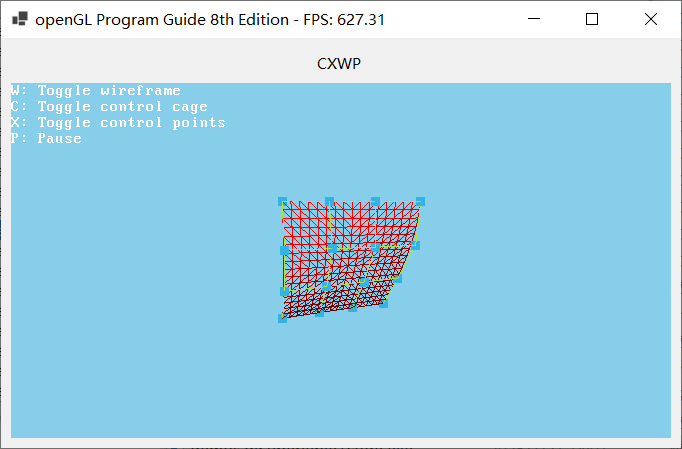 openGL Program Guide 8th Edition - FPS: 627.31
CXWP
W: Toggle wireframe
C: Toggle control cage
X: Toggle control points
P: Pause